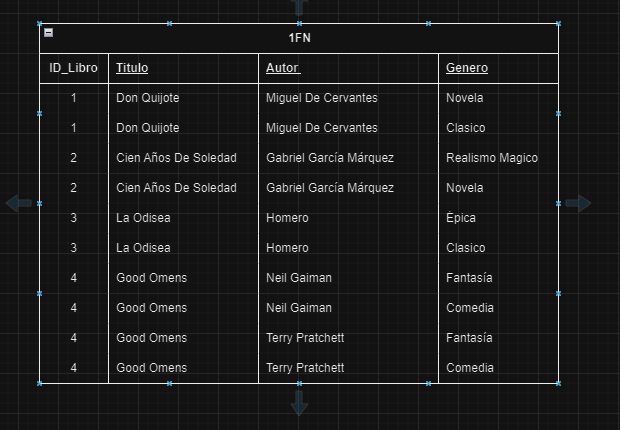 1FN
ID_Libro Titulo Autor Genero
1 Don Quijote Miguel De Cervantes Novela
1 Don Quijote Miguel De Cervantes Clasico
2 Cien Años De Soledad Gabriel García Márquez Realismo Magico
2 Cien Años De Soledad Gabriel García Márquez Novela
3 La Odisea Homero Épica
3 La Odisea Homero Clasico
4 Good Omens Neil Gaiman Fantasía
4 Good Omens Neil Gaiman Comedia
4 Good Omens Terry Pratchett Fantasía
4 Good Omens Terry Pratchett Comedia